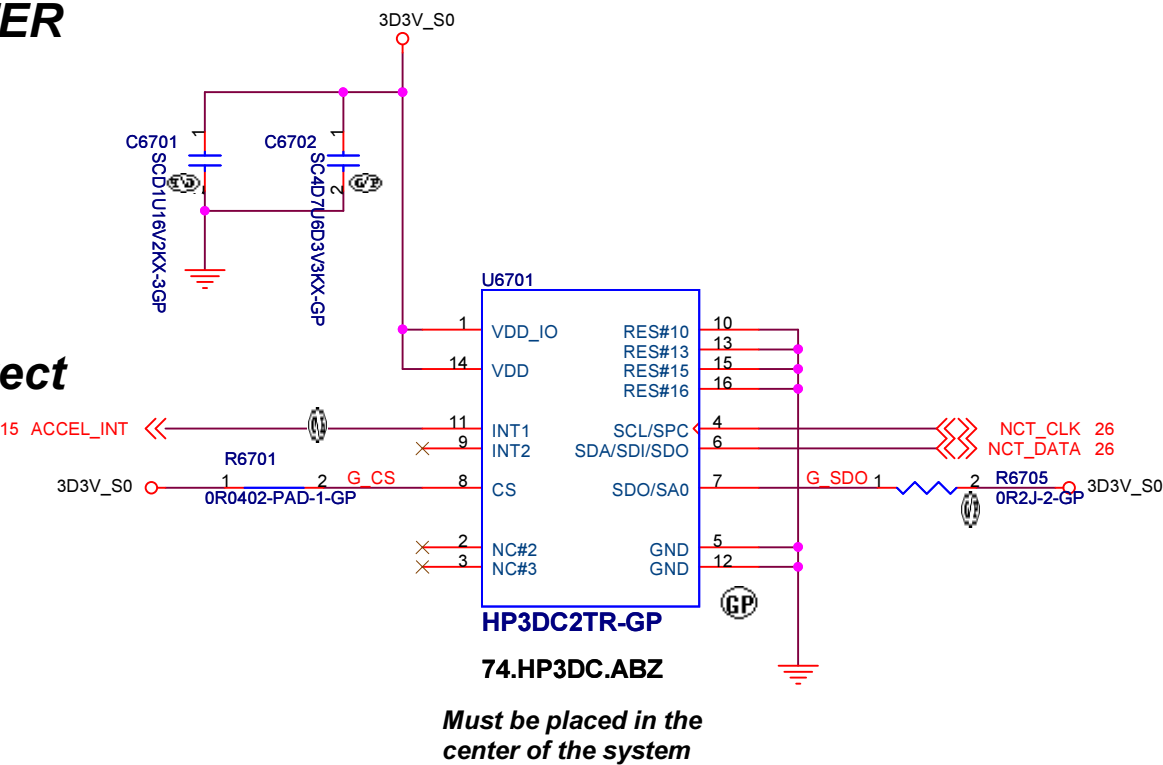 ER
3D3V_S0
C6701
1
SCD1U16V2KX-3GP
C6702
1
2
SC4D7U6D3V3KX-GP
U6701
1 VDD_IO
14 VDD
11 INT1
9 INT2
8 CS
2 NC#2
3 NC#3
RES#10 10
RES#13 13
RES#15 15
RES#16 16
SCL/SPC 4
SDA/SDI/SDO 6
SDO/SA0 7
GND 5
GND 12
ect
15 ACCEL_INT
NCT_CLK 26
NCT_DATA 26
3D3V_S0
R6701
1 2
0R0402-PAD-1-GP
G_CS
G_SDO
1 2
R6705
0R2J-2-GP
3D3V_S0
GP
HP3DC2TR-GP
74.HP3DC.ABZ
Must be placed in the
center of the system